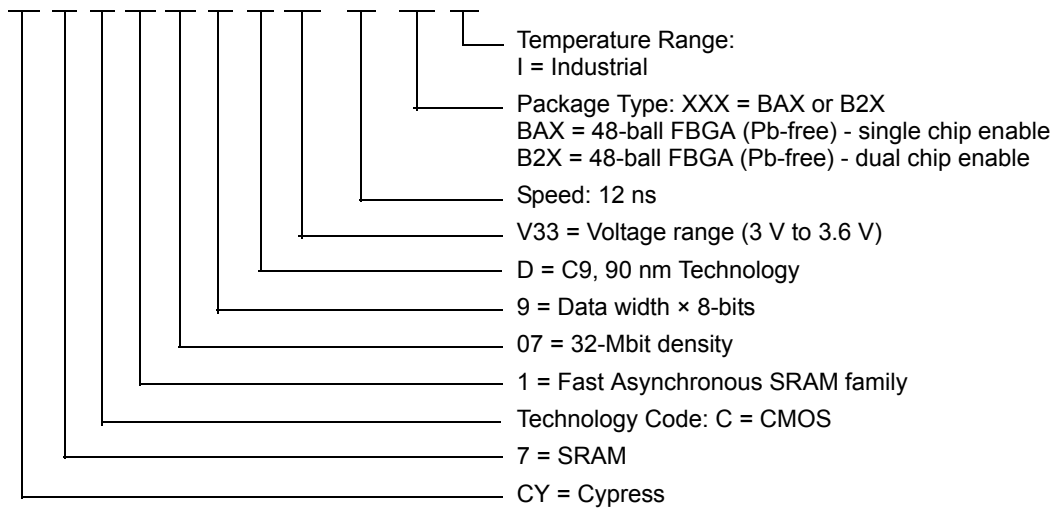 Temperature Range:
I = Industrial
Package Type: XXX = BAX or B2X
BAX = 48-ball FBGA (Pb-free) - single chip enable
B2X = 48-ball FBGA (Pb-free) - dual chip enable
Speed: 12 ns
V33 = Voltage range (3 V to 3.6 V)
D = C9, 90 nm Technology
9 = Data width × 8-bits
07 = 32-Mbit density
1 = Fast Asynchronous SRAM family
Technology Code: C = CMOS
7 = SRAM
CY = Cypress